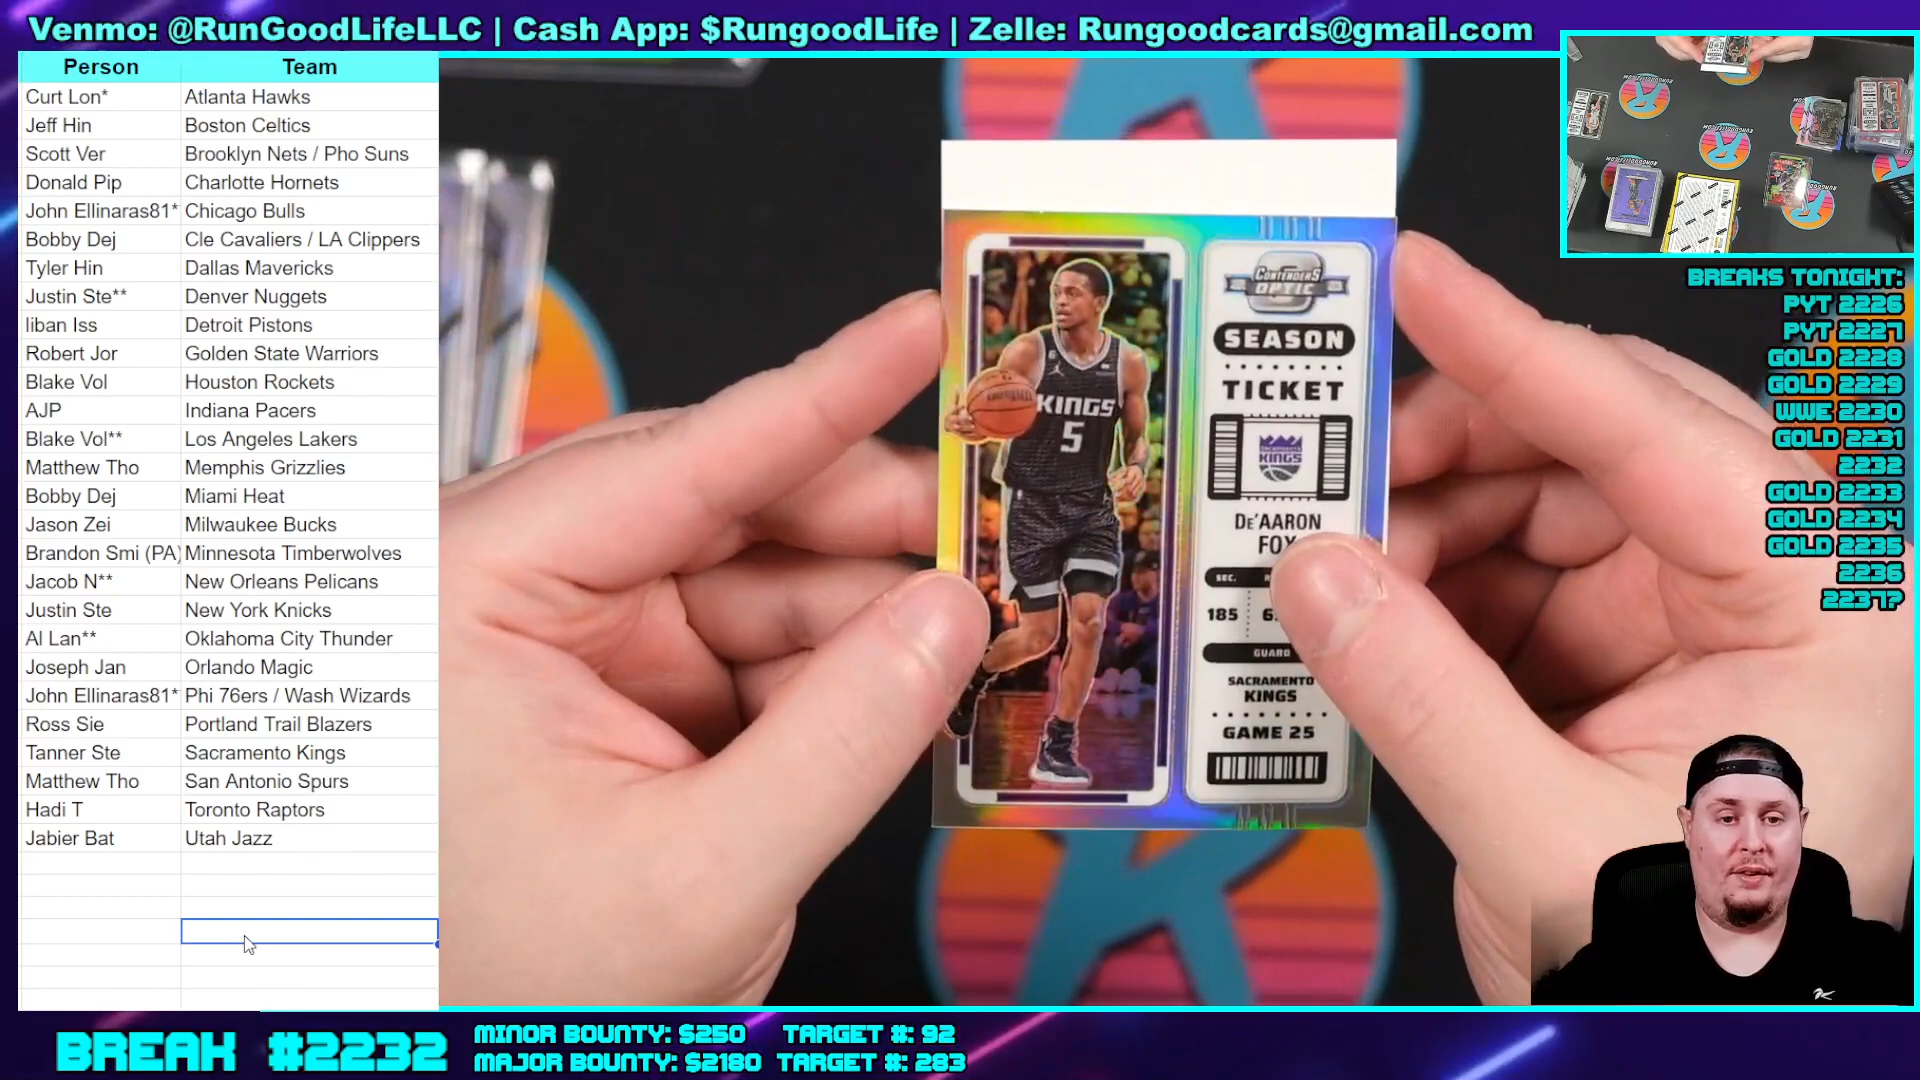 Venmo: @RunGoodLifeLLC | Cash App: $RungoodLife | Zelle: Rungoodcards@gmail.com
Person Team
Curt Lon* Atlanta Hawks
Jeff Hin Boston Celtics
Scott Ver Brooklyn Nets / Pho Suns
Donald Pip Charlotte Hornets
John Ellinaras81* Chicago Bulls
Bobby Dej Cle Cavaliers / LA Clippers
Tyler Hin Dallas Mavericks
Justin Ste** Denver Nuggets
liban Iss Detroit Pistons
Robert Jor Golden State Warriors
Blake Vol Houston Rockets
AJP Indiana Pacers
Blake Vol** Los Angeles Lakers
Matthew Tho Memphis Grizzlies
Bobby Dej Miami Heat
Jason Zei Milwaukee Bucks
Brandon Smi (PA) Minnesota Timberwolves
Jacob N** New Orleans Pelicans
Justin Ste New York Knicks
Al Lan** Oklahoma City Thunder
Joseph Jan Orlando Magic
John Ellinaras81* Phi 76ers / Wash Wizards
Ross Sie Portland Trail Blazers
Tanner Ste Sacramento Kings
Matthew Tho San Antonio Spurs
Hadi T Toronto Raptors
Jabier Bat Utah Jazz
KINGS
5
CONTENDERS
OPTIC
SEASON
TICKET
SACRAMENTO
KINGS
DE'AARON
FOX
SEC.
185
GUARD
SACRAMENTO
KINGS
GAME 25
BREAKS TONIGHT:
PYT 2226
PYT 2227
GOLD 2228
GOLD 2229
WWE 2230
GOLD 2231
2232
GOLD 2233
GOLD 2234
GOLD 2235
2236
2237?
BREAK #2232
MINOR BOUNTY: $250 TARGET #: 92
MAJOR BOUNTY: $2180 TARGET #: 283